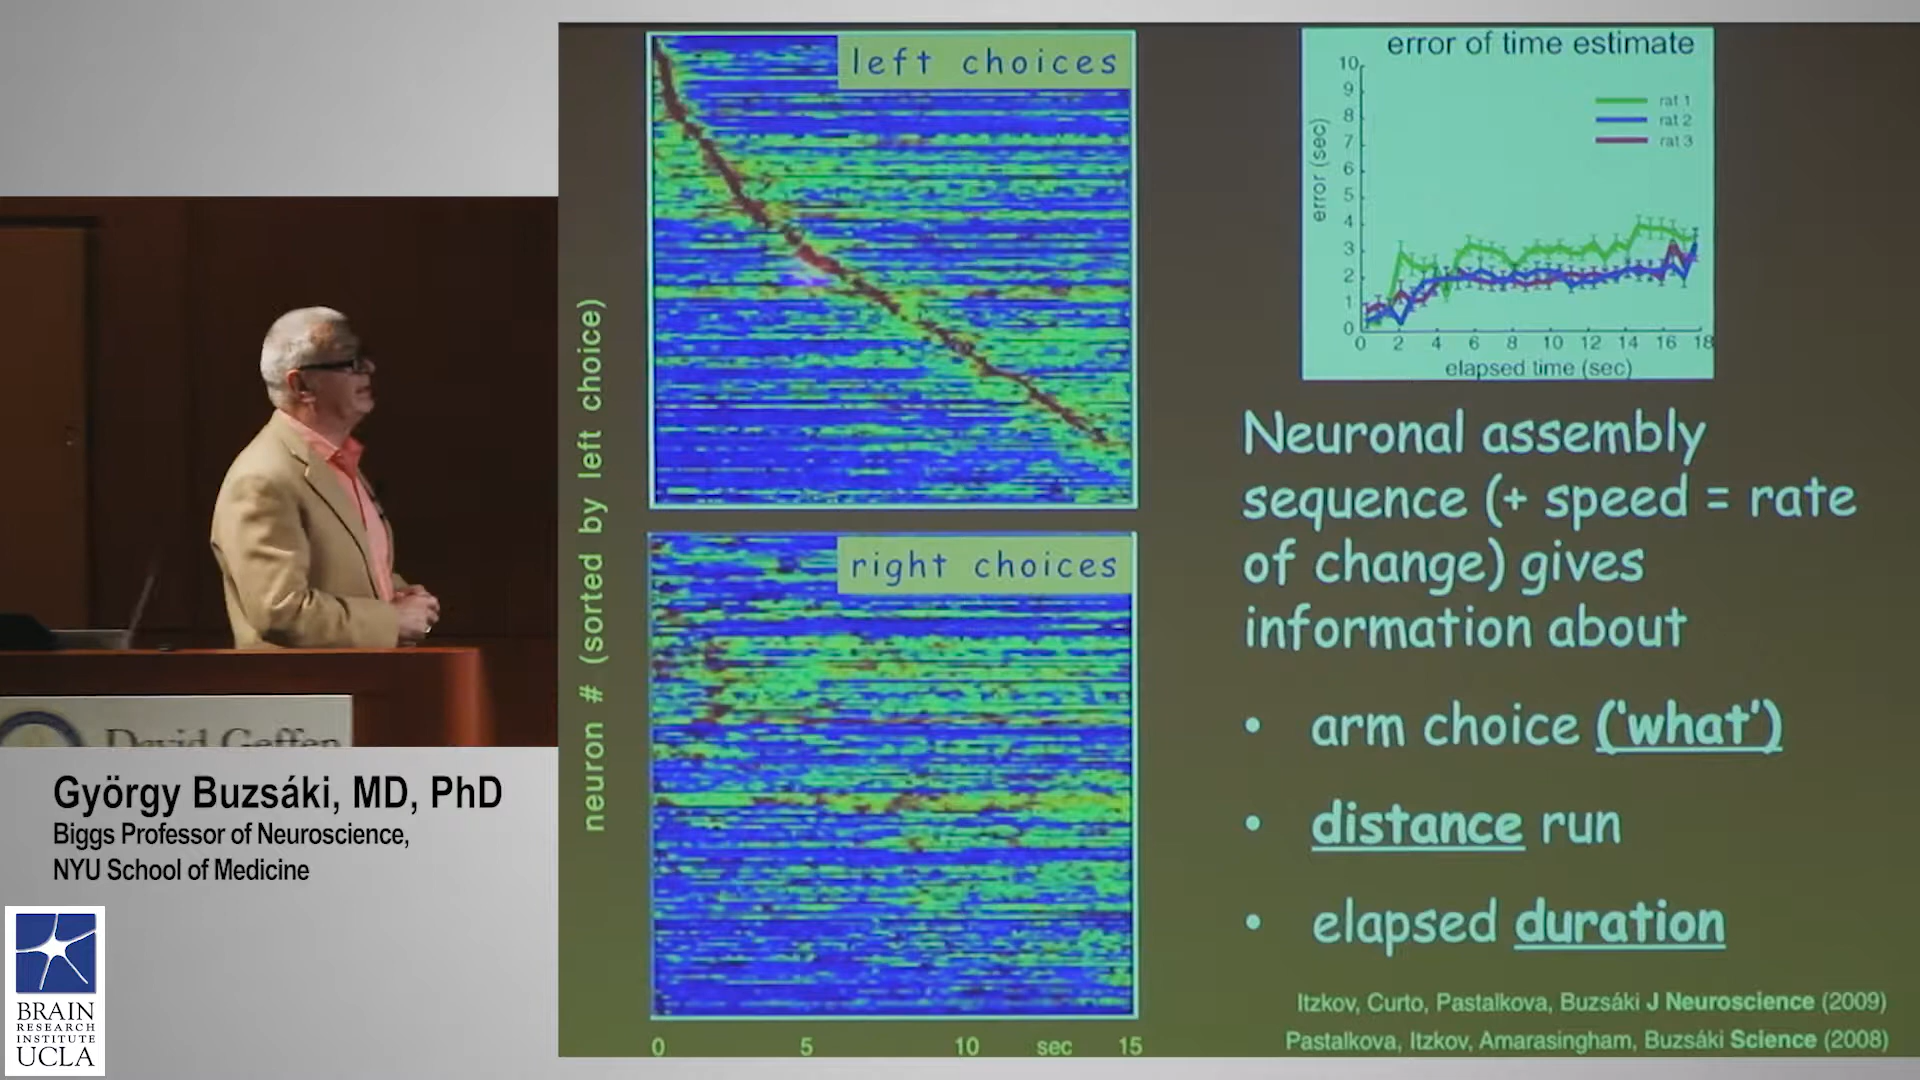 left choices
right choices
neuron # (sorted by left choice)
0 5 10 sec 15
error of time estimate
rat 1
rat 2
rat 3
error (sec)
10
9
8
7
6
5
4
3
2
1
0
0 2 4 6 8 10 12 14 16 18
elapsed time (sec)
Neuronal assembly
sequence (+ speed = rate
of change) gives
information about
• arm choice (‘what’)
• distance run
• elapsed duration
Itzkov, Curto, Pastalkova, Buzsáki J Neuroscience (2009)
Pastalkova, Itzkov, Amarasingham, Buzsáki Science (2008)
David Geffen
György Buzsáki, MD, PhD
Biggs Professor of Neuroscience,
NYU School of Medicine
BRAIN
RESEARCH
INSTITUTE
UCLA